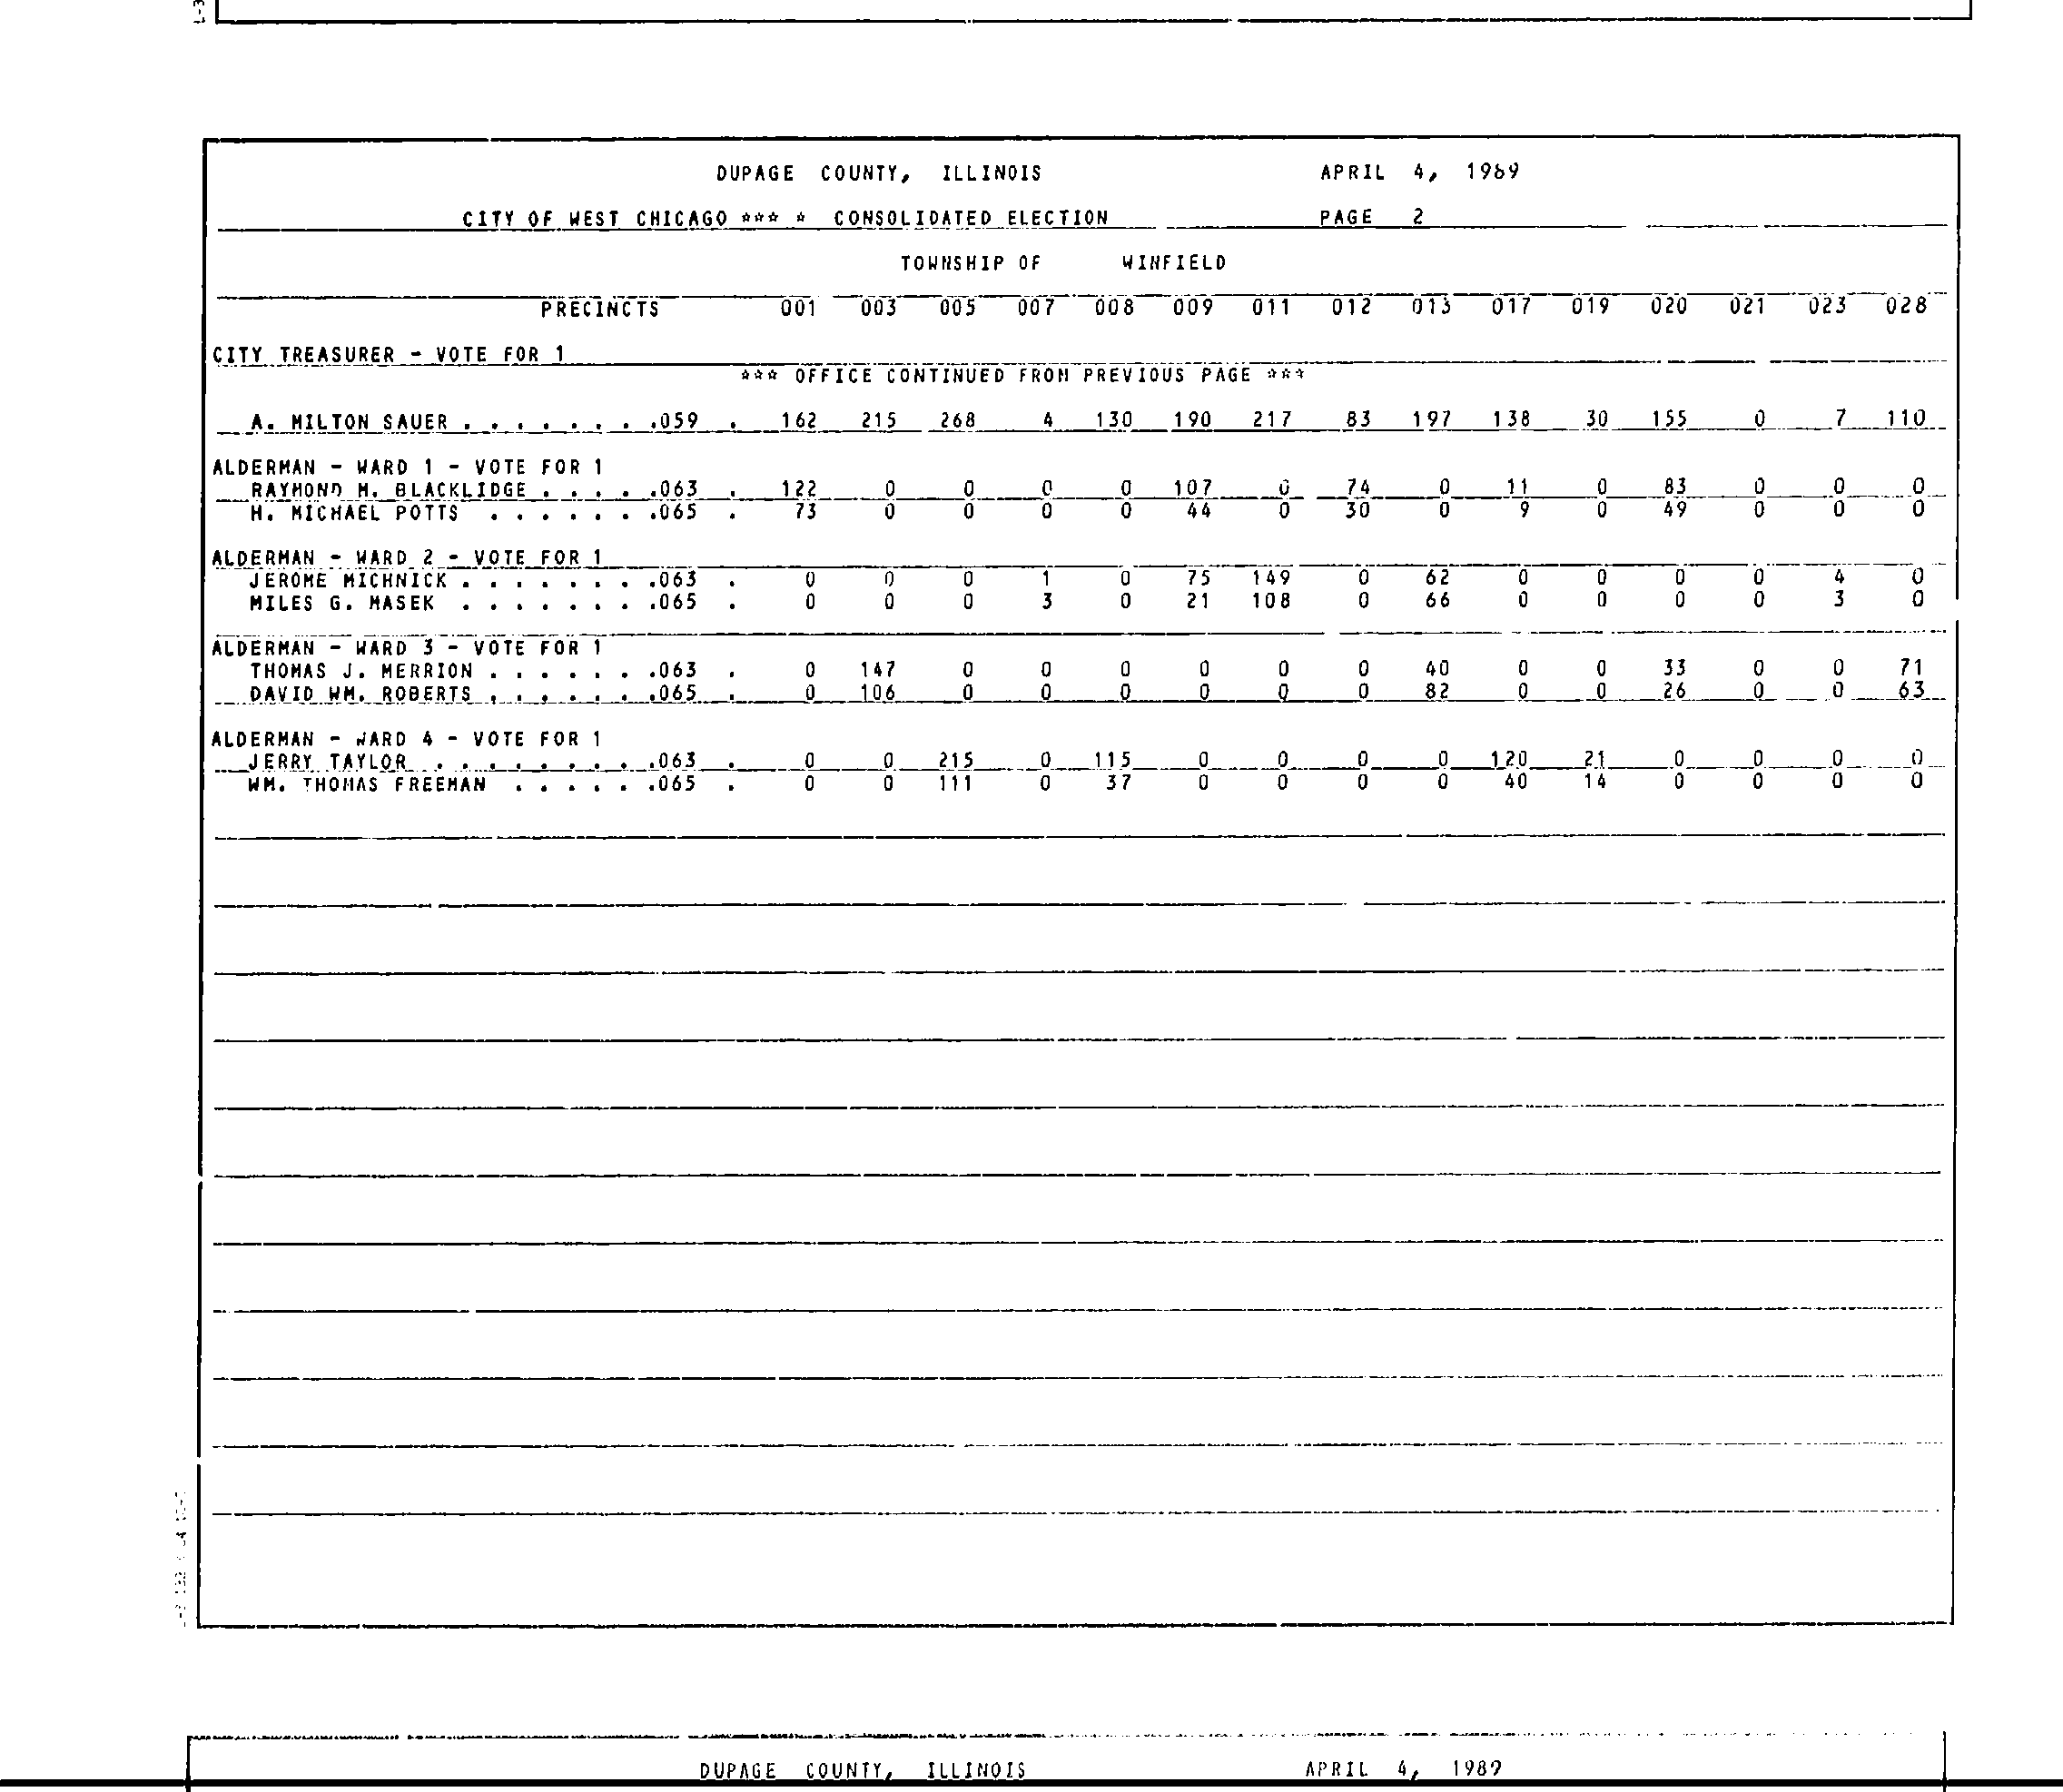 DUPAGE COUNTY, ILLINOIS APRIL 4, 1989
CITY OF WEST CHICAGO *** * CONSOLIDATED ELECTION PAGE 2
TOWNSHIP OF WINFIELD
PRECINCTS 001 003 005 007 008 009 011 012 013 017 019 020 021 023 028
CITY TREASURER - VOTE FOR 1
*** OFFICE CONTINUED FROM PREVIOUS PAGE ***
A. MILTON SAUER . . . . . . . .059 . 162 215 268 4 130 190 217 83 197 138 30 155 0 7 110
ALDERMAN - WARD 1 - VOTE FOR 1
RAYMOND M. BLACKLIDGE . . . . .063 . 122 0 0 0 0 107 0 74 0 11 0 83 0 0 0
H. MICHAEL POTTS . . . . . . .065 . 73 0 0 0 0 44 0 30 0 9 0 49 0 0 0
ALDERMAN - WARD 2 - VOTE FOR 1
JEROME MICHNICK . . . . . . . .063 . 0 0 0 1 0 75 149 0 62 0 0 0 0 4 0
MILES G. MASEK . . . . . . . .065 . 0 0 0 3 0 21 108 0 66 0 0 0 0 3 0
ALDERMAN - WARD 3 - VOTE FOR 1
THOMAS J. MERRION . . . . . . .063 . 0 147 0 0 0 0 0 0 40 0 0 33 0 0 71
DAVID WM. ROBERTS . . . . . . .065 . 0 106 0 0 0 0 0 0 82 0 0 26 0 0 63
ALDERMAN - WARD 4 - VOTE FOR 1
JERRY TAYLOR . . . . . . . . .063 . 0 0 215 0 115 0 0 0 0 120 21 0 0 0 0
WM. THOMAS FREEMAN . . . . . .065 . 0 0 111 0 37 0 0 0 0 40 14 0 0 0 0
DUPAGE COUNTY, ILLINOIS APRIL 4, 1989